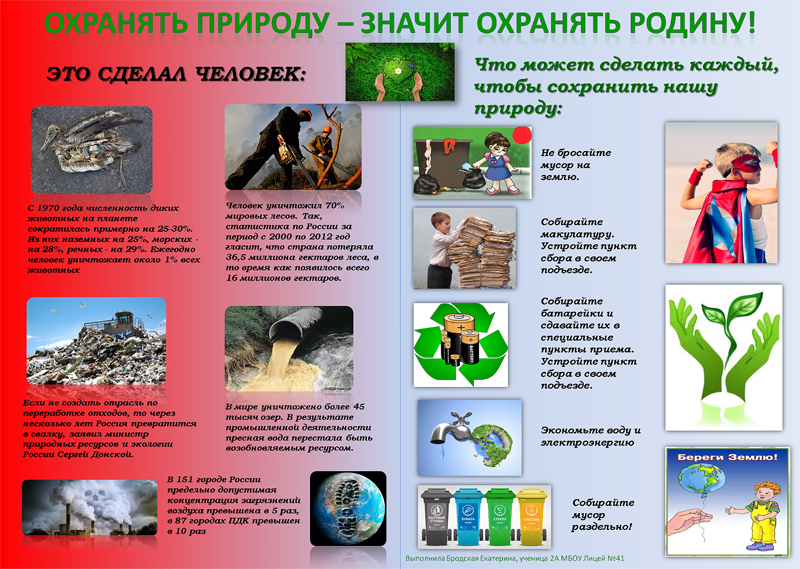 ОХРАНЯТЬ ПРИРОДУ – ЗНАЧИТ ОХРАНЯТЬ РОДИНУ!
ЭТО СДЕЛАЛ ЧЕЛОВЕК:
С 1970 года численность диких
животных на планете
сократилась примерно на 25-30%.
Из них наземных на 25%, морских -
на 28%, речных - на 29%. Ежегодно
человек уничтожает около 1% всех
животных
Человек уничтожил 70%
мировых лесов. Так,
статистика по России за
период с 2000 по 2012 год
гласит, что страна потеряла
36,5 миллиона гектаров леса, в
то время как появилось всего
16 миллионов гектаров.
Если не создать отрасль по
переработке отходов, то через
несколько лет Россия превратится
в свалку, заявил министр
природных ресурсов и экологии
России Сергей Донской.
В мире уничтожено более 45
тысяч озер. В результате
промышленной деятельности
пресная вода перестала быть
возобновляемым ресурсом.
В 151 городе России
предельно допустимая
концентрация загрязнений
воздуха превышена в 5 раз,
в 87 городах ПДК превышен
в 10 раз
Что может сделать каждый,
чтобы сохранить нашу
природу:
Не бросайте
мусор на
землю.
Собирайте
макулатуру.
Устройте пункт
сбора в своем
подъезде.
Собирайте
батарейки и
сдавайте их в
специальные
пункты приема.
Устройте пункт
сбора в своем
подъезде.
Экономьте воду и
электроэнергию
Собирайте
мусор
раздельно!
БУМАГА
СТЕКЛО
ПЛАСТИК
Береги Землю!
Выполнила Бродская Екатерина, ученица 2А МБОУ Лицей №41